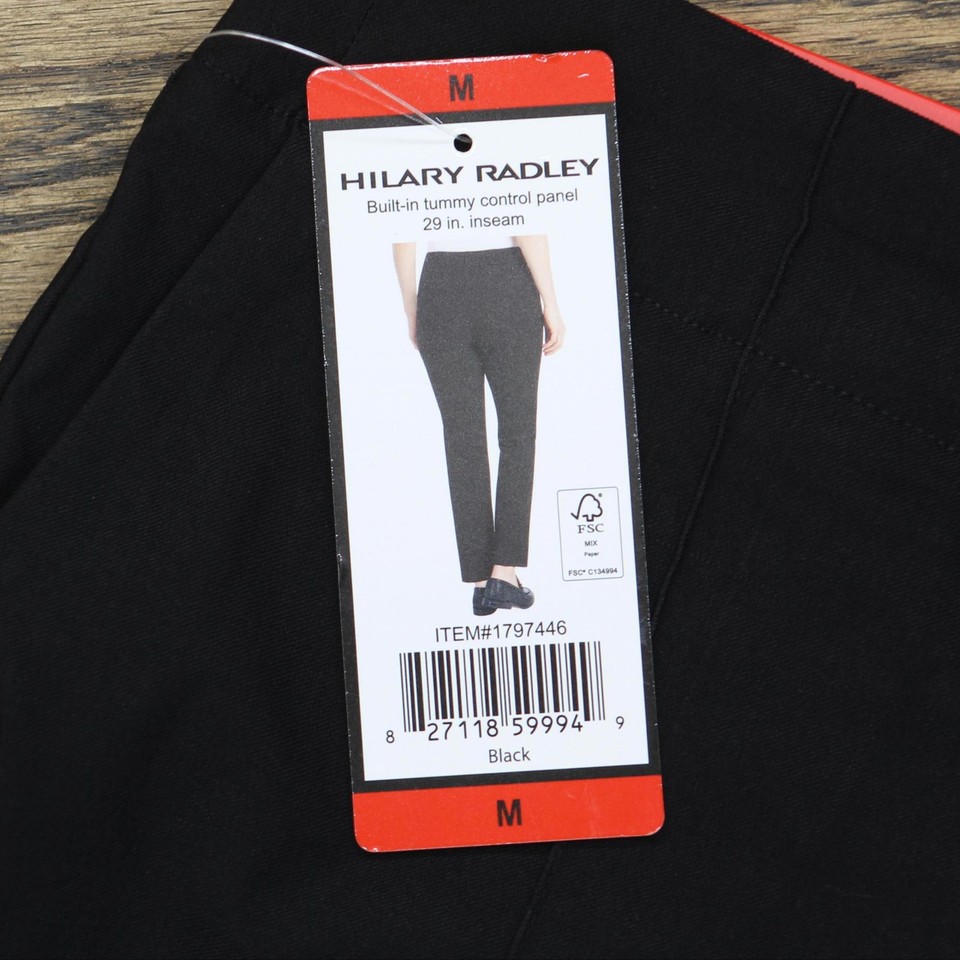 M
HILARY RADLEY
Built-in tummy control panel
29 in. inseam
FSC
MIX
Paper
FSC® C134994
ITEM#1797446
8 27118 59994 9
Black
M